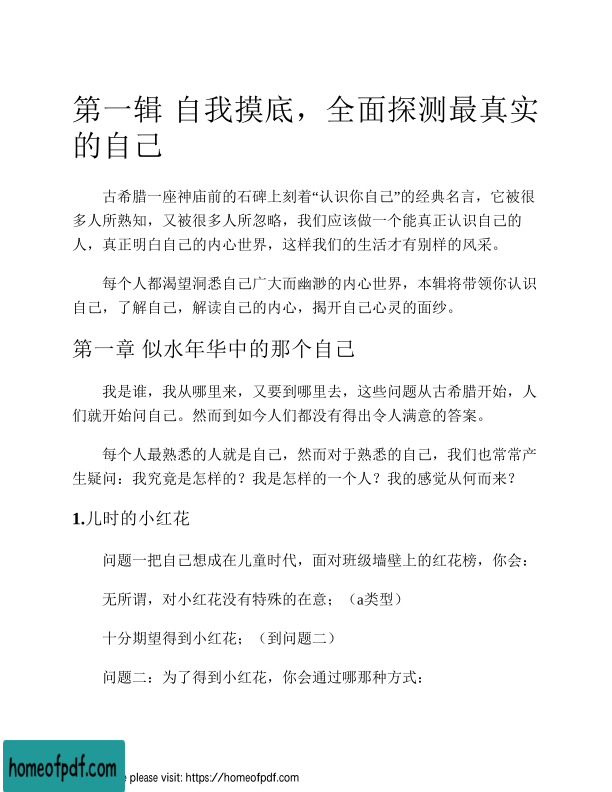 第一辑 自我摸底，全面探测最真实
的自己
古希腊一座神庙前的石碑上刻着“认识你自己”的经典名言，它被很
多人所熟知，又被很多人所忽略，我们应该做一个能真正认识自己的
人，真正明白自己的内心世界，这样我们的生活才有别样的风采。
每个人都渴望洞悉自己广大而幽渺的内心世界，本辑将带领你认识
自己，了解自己，解读自己的内心，揭开自己心灵的面纱。
第一章 似水年华中的那个自己
我是谁，我从哪里来，又要到哪里去，这些问题从古希腊开始，人
们就开始问自己。然而到如今人们都没有得出令人满意的答案。
每个人最熟悉的人就是自己，然而对于熟悉的自己，我们也常常产
生疑问：我究竟是怎样的？我是怎样的一个人？我的感觉从何而来？
1.儿时的小红花
问题一把自己想成在儿童时代，面对班级墙壁上的红花榜，你会：
无所谓，对小红花没有特殊的在意；（a类型）
十分期望得到小红花；（到问题二）
问题二：为了得到小红花，你会通过哪那种方式：
homeofpdf.com
please visit: https://homeofpdf.com